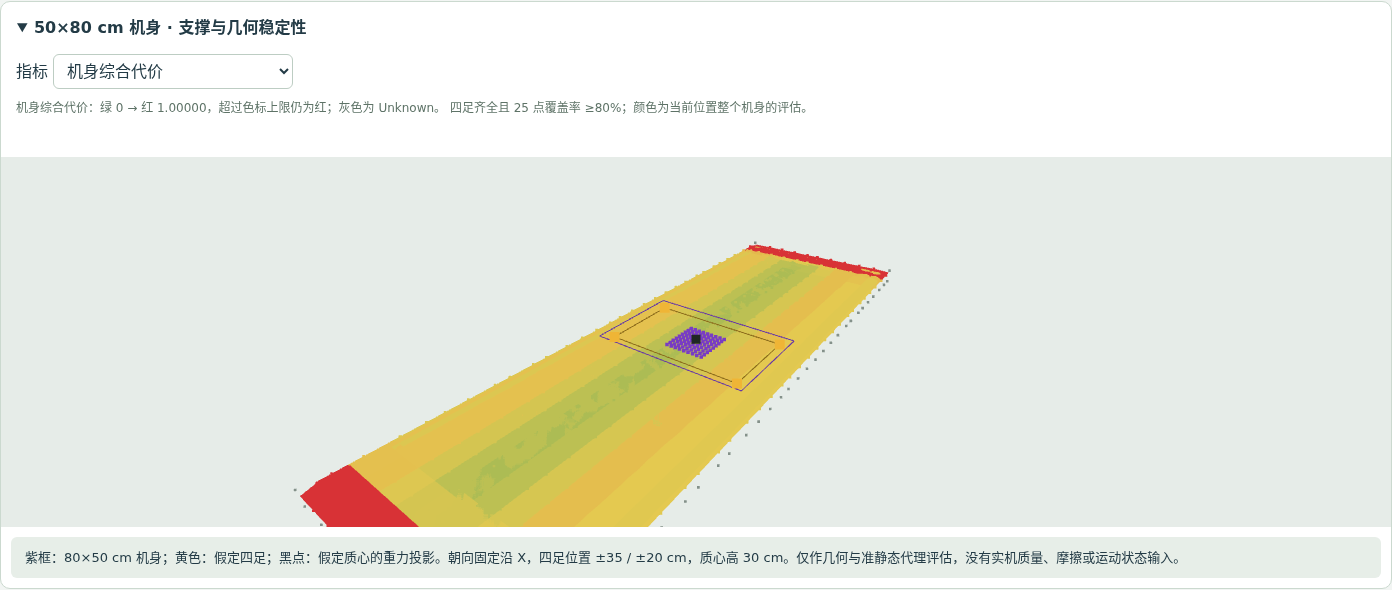 ▼ 50×80 cm 机身 · 支撑与几何稳定性
指标 机身综合代价
机身综合代价：绿 0 → 红 1.00000，超过色标上限仍为红；灰色为 Unknown。 四足齐全且 25 点覆盖率 ≥80%；颜色为当前位置整个机身的评估。
紫框：80×50 cm 机身；黄色：假定四足；黑点：假定质心的重力投影。朝向固定沿 X，四足位置 ±35 / ±20 cm，质心高 30 cm。仅作几何与准静态代理评估，没有实机质量、摩擦或运动状态输入。